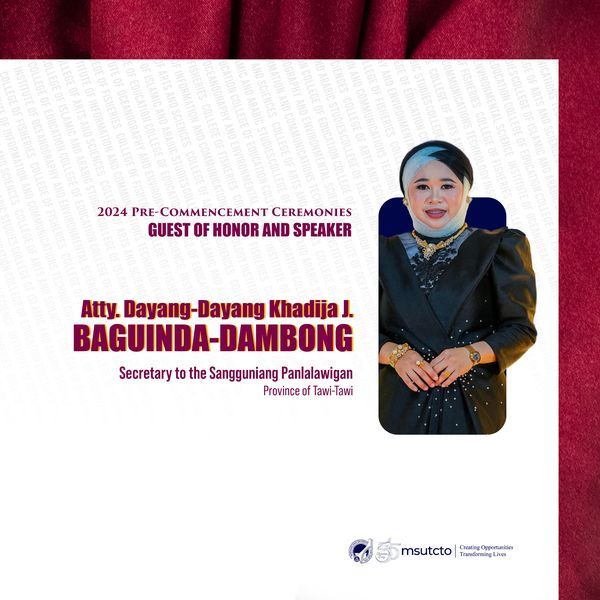 2024 Pre-Commencement Ceremonies
GUEST OF HONOR AND SPEAKER
Atty. Dayang-Dayang Khadija J.
BAGUINDA-DAMBONG
Secretary to the Sangguniang Panlalawigan
Province of Tawi-Tawi
55 msutcto
Creating Opportunities
Transforming Lives